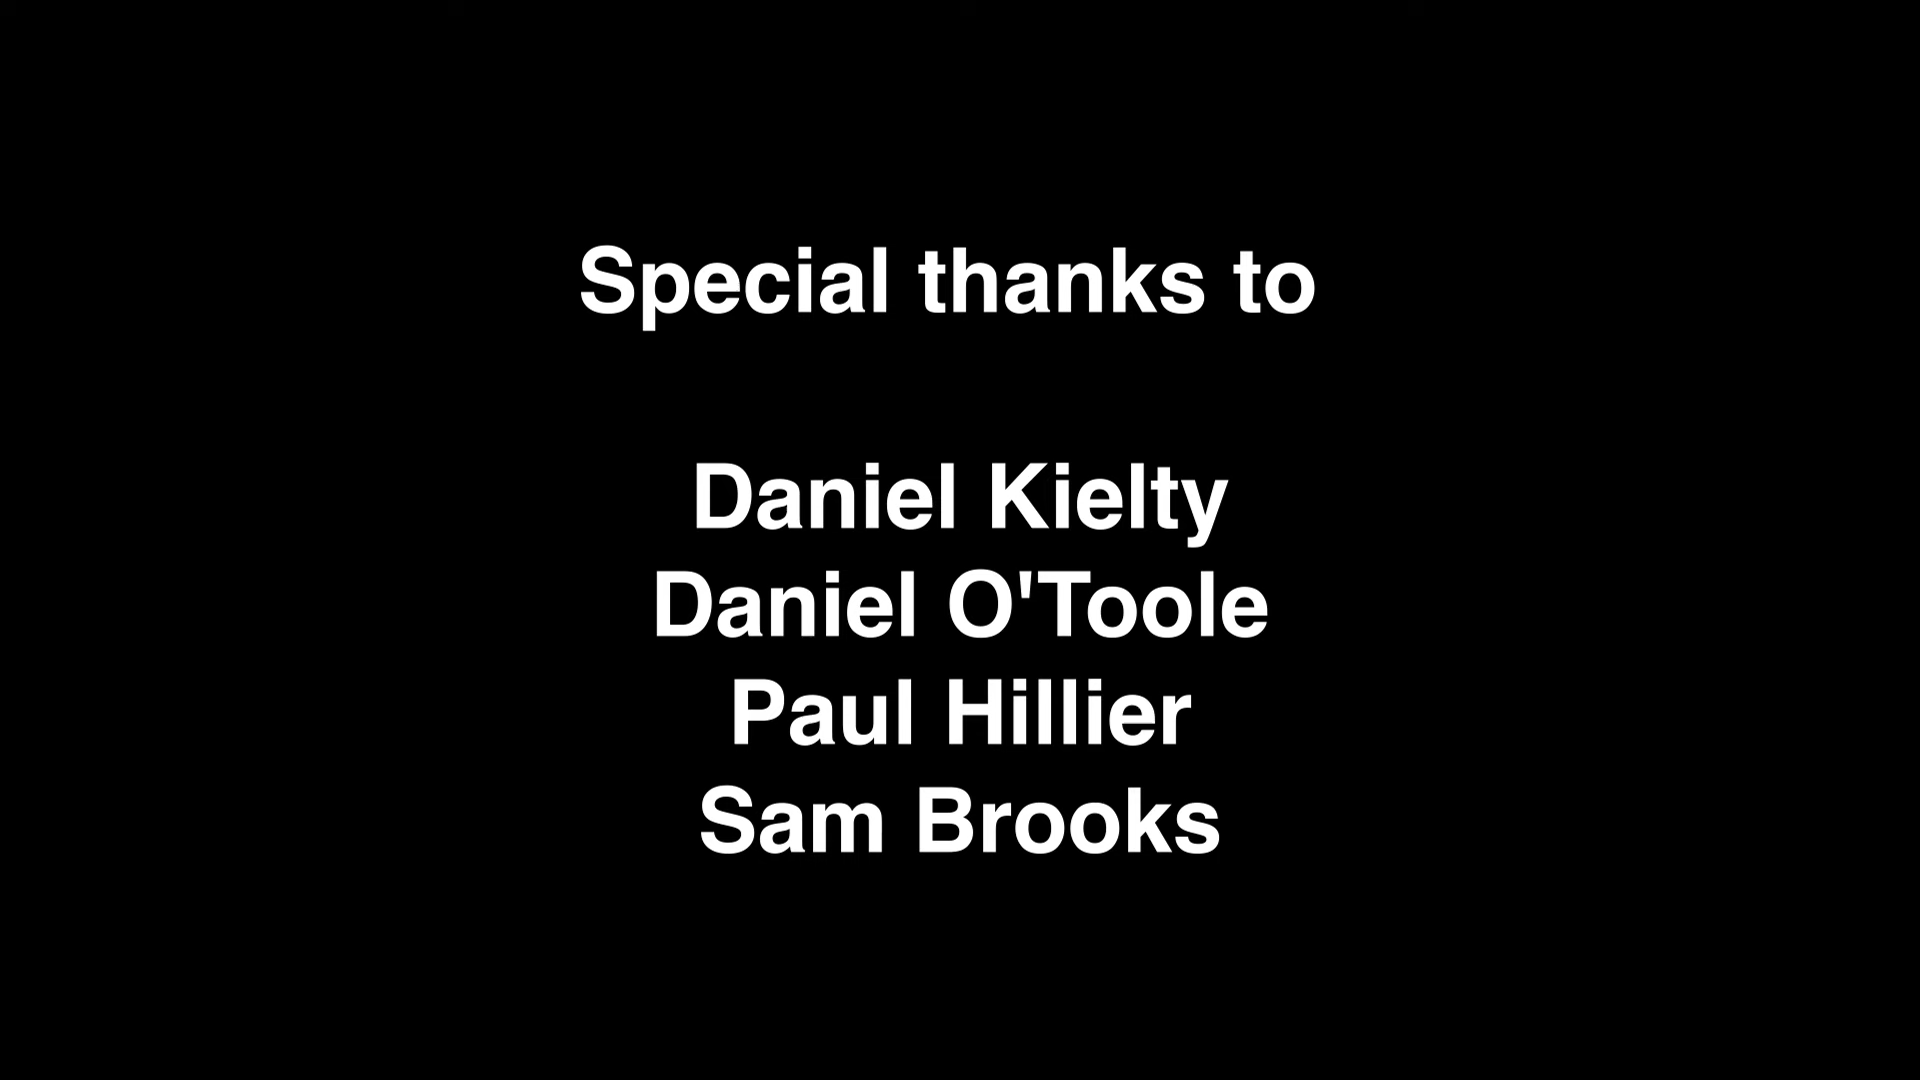 Special thanks to
Daniel Kielty
Daniel O'Toole
Paul Hillier
Sam Brooks